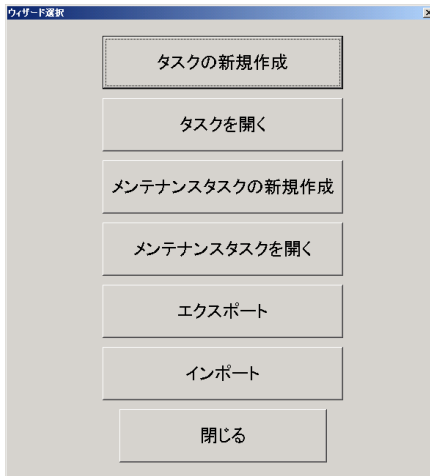 ウィザード選択
タスクの新規作成
タスクを開く
メンテナンスタスクの新規作成
メンテナンスタスクを開く
エクスポート
インポート
閉じる